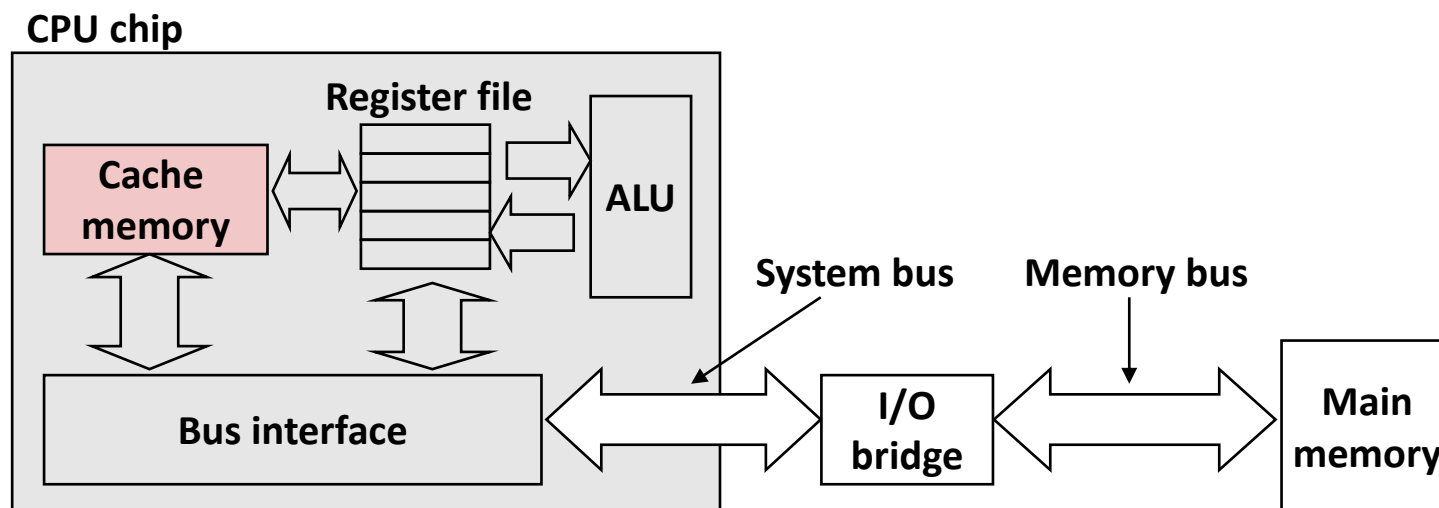 CPU chip
Register file
Cache
memory
ALU
System bus
Memory bus
Bus interface
I/O
bridge
Main
memory